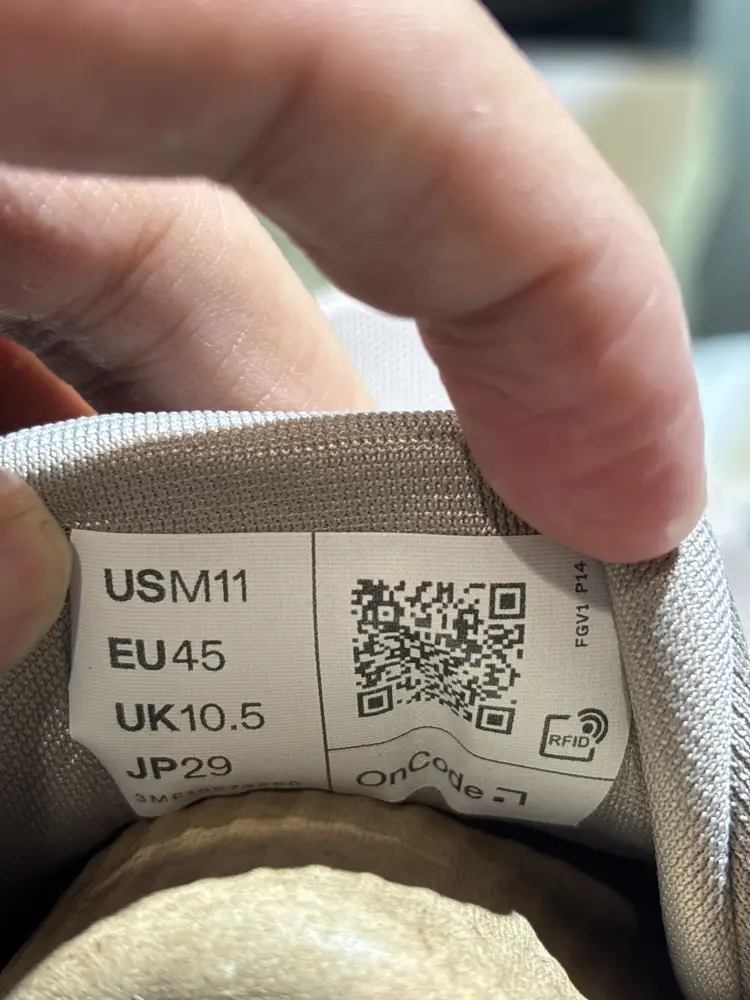 USM11
EU45
UK10.5
JP29
FGV1 P14
RFID
OnCode